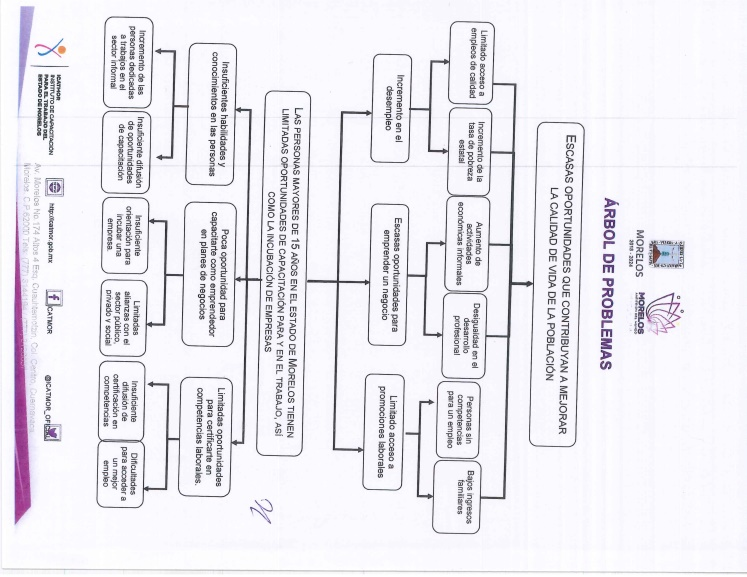 MORELOS
2018 - 2024
MORELOS
ÁRBOL DE PROBLEMAS
ESCASAS OPORTUNIDADES QUE CONTRIBUYAN A MEJORAR
LA CALIDAD DE VIDA DE LA POBLACIÓN
Limitado acceso a
empleos de calidad
Incremento de la
tasa de pobreza
estatal
Aumento de
actividades
económicas informales
Desigualdad en el
desarrollo
profesional
Personas sin
competencias
para un empleo
Bajos ingresos
familiares
Incremento en el
desempleo
Escasas oportunidades para
emprender un negocio
Limitado acceso a
promociones laborales
LAS PERSONAS MAYORES DE 15 AÑOS EN EL ESTADO DE MORELOS TIENEN
LIMITADAS OPORTUNIDADES DE CAPACITACIÓN PARA Y EN EL TRABAJO, ASÍ
COMO LA INCUBACIÓN DE EMPRESAS
Insuficientes habilidades y
conocimientos en las personas
Poca oportunidad para
capacitante como emprendedor
en planes de negocios
Limitadas oportunidades
para certificarte en
competencias laborales.
Incremento de las
personas dedicadas
a trabajos en el
sector informal
Insuficiente difusión
de oportunidades
de capacitación
Insuficiente
orientación para
incubar una
empresa.
Limitadas
alianzas con el
sector público,
privado y social
Insuficiente
difusión de
certificación en
competencias
Dificultades
para acceder a
un mejor
empleo
ICATMOR
INSTITUTO DE CAPACITACIÓN
PARA EL TRABAJO DEL
ESTADO DE MORELOS
http://icatmor.gob.mx
ICATMOR
@ICATMOR_OFICIAL
Av. Morelos No.174 Altos 4 Esq. Cuauhtemotzin, Col. Centro, Cuernavaca,
Morelos C.P 62000 Tels. (777)